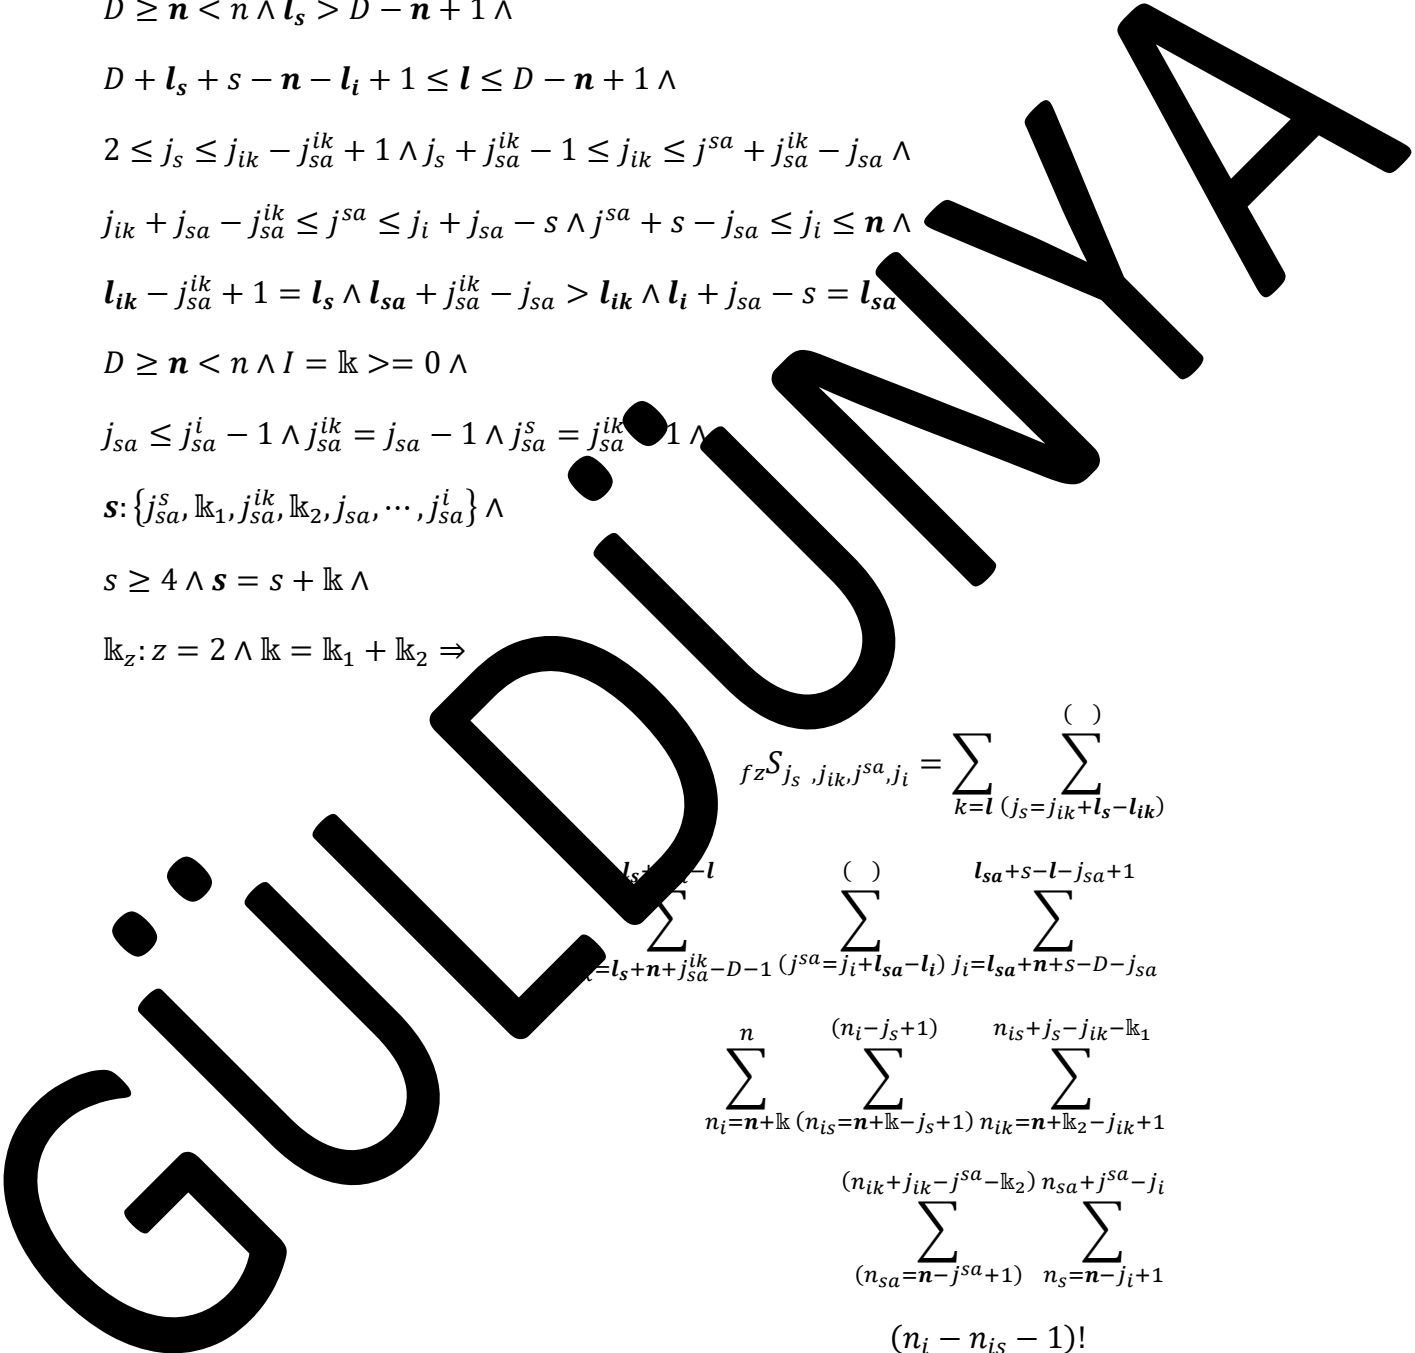 D ≥ 𝒏 < n ∧ 𝒍ₛ > D − 𝒏 + 1 ∧
D + 𝒍ₛ + s − 𝒏 − 𝒍ᵢ + 1 ≤ 𝒍 ≤ D − 𝒏 + 1 ∧
2 ≤ j_s ≤ j_{ik} − j_{sa}^{ik} + 1 ∧ j_s + j_{sa}^{ik} − 1 ≤ j_{ik} ≤ j^{sa} + j_{sa}^{ik} − j_{sa} ∧
j_{ik} + j_{sa} − j_{sa}^{ik} ≤ j^{sa} ≤ j_i + j_{sa} − s ∧ j^{sa} + s − j_{sa} ≤ j_i ≤ 𝒏 ∧
𝒍_{ik} − j_{sa}^{ik} + 1 = 𝒍_s ∧ 𝒍_{sa} + j_{sa}^{ik} − j_{sa} > 𝒍_{ik} ∧ 𝒍_i + j_{sa} − s = 𝒍_{sa}
D ≥ 𝒏 < n ∧ I = 𝕜 >= 0 ∧
j_{sa} ≤ j_{sa}^{i} − 1 ∧ j_{sa}^{ik} = j_{sa} − 1 ∧ j_{sa}^{s} = j_{sa}^{ik} 1 ∧
𝒔: {j_{sa}^{s}, 𝕜_1, j_{sa}^{ik}, 𝕜_2, j_{sa}, ⋯, j_{sa}^{i}} ∧
s ≥ 4 ∧ 𝒔 = s + 𝕜 ∧
𝕜_z: z = 2 ∧ 𝕜 = 𝕜_1 + 𝕜_2 ⇒
( )
_{fz}S_{j_s ,j_{ik},j^{sa},j_i} = ∑ ∑
k=𝒍 (j_s=j_{ik}+𝒍_s−𝒍_{ik})
𝒍_s+ −𝒍 ( ) 𝒍_{sa}+s−𝒍−j_{sa}+1
∑ ∑ ∑
=𝒍_s+𝒏+j_{sa}^{ik}−D−1 (j^{sa}=j_i+𝒍_{sa}−𝒍_i) j_i=𝒍_{sa}+𝒏+s−D−j_{sa}
n (n_i−j_s+1) n_{is}+j_s−j_{ik}−𝕜_1
∑ ∑ ∑
n_i=𝒏+𝕜 (n_{is}=𝒏+𝕜−j_s+1) n_{ik}=𝒏+𝕜_2−j_{ik}+1
(n_{ik}+j_{ik}−j^{sa}−𝕜_2) n_{sa}+j^{sa}−j_i
∑ ∑
(n_{sa}=𝒏−j^{sa}+1) n_s=𝒏−j_i+1
(n_i − n_{is} − 1)!
GÜLDÜNYA